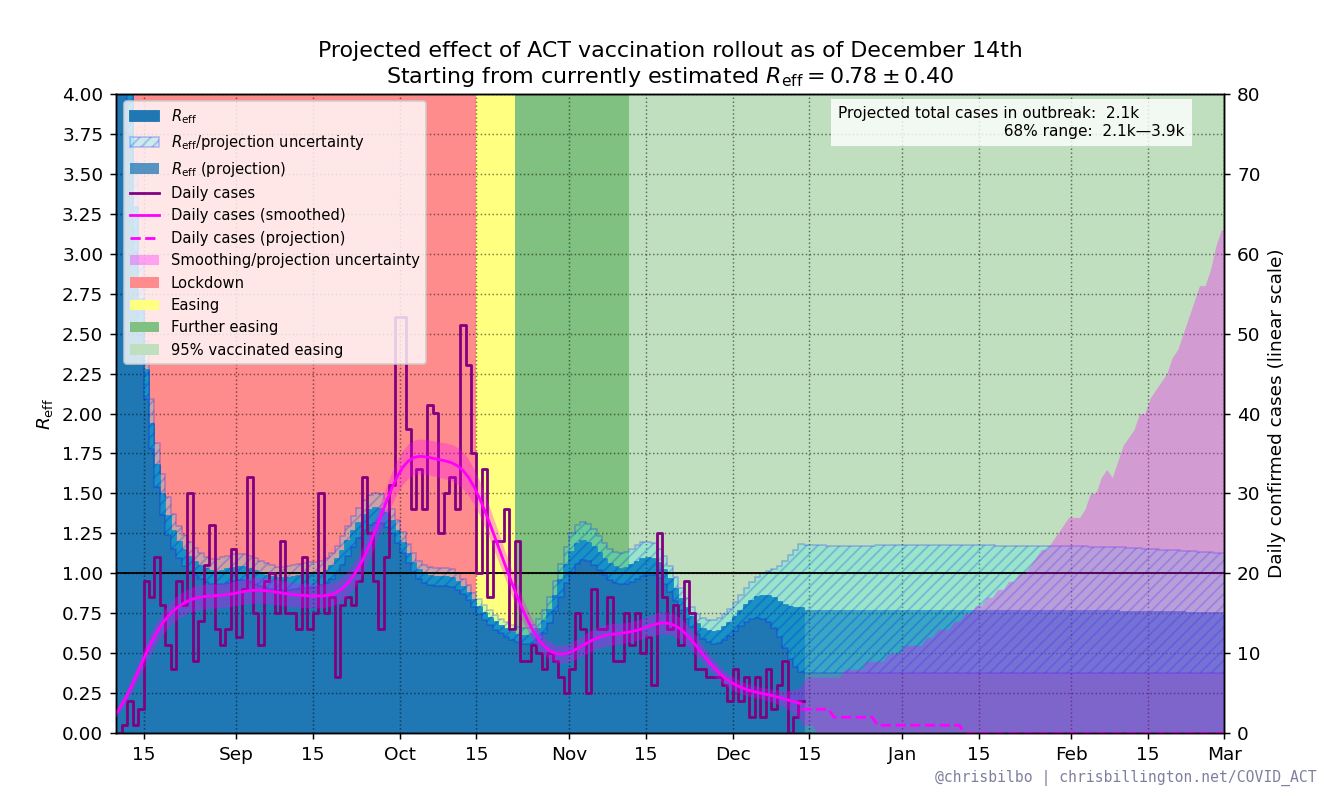 Projected effect of ACT vaccination rollout as of December 14th
Starting from currently estimated Reff = 0.78 ± 0.40
Projected total cases in outbreak: 2.1k
68% range: 2.1k—3.9k
Reff
Reff/projection uncertainty
Reff (projection)
Daily cases
Daily cases (smoothed)
Daily cases (projection)
Smoothing/projection uncertainty
Lockdown
Easing
Further easing
95% vaccinated easing
Reff
4.00
3.75
3.50
3.25
3.00
2.75
2.50
2.25
2.00
1.75
1.50
1.25
1.00
0.75
0.50
0.25
0.00
80
70
60
50
40
30
20
10
0
Daily confirmed cases (linear scale)
15 Sep 15 Oct 15 Nov 15 Dec 15 Jan 15 Feb 15 Mar
@chrisbilbo | chrisbillington.net/COVID_ACT